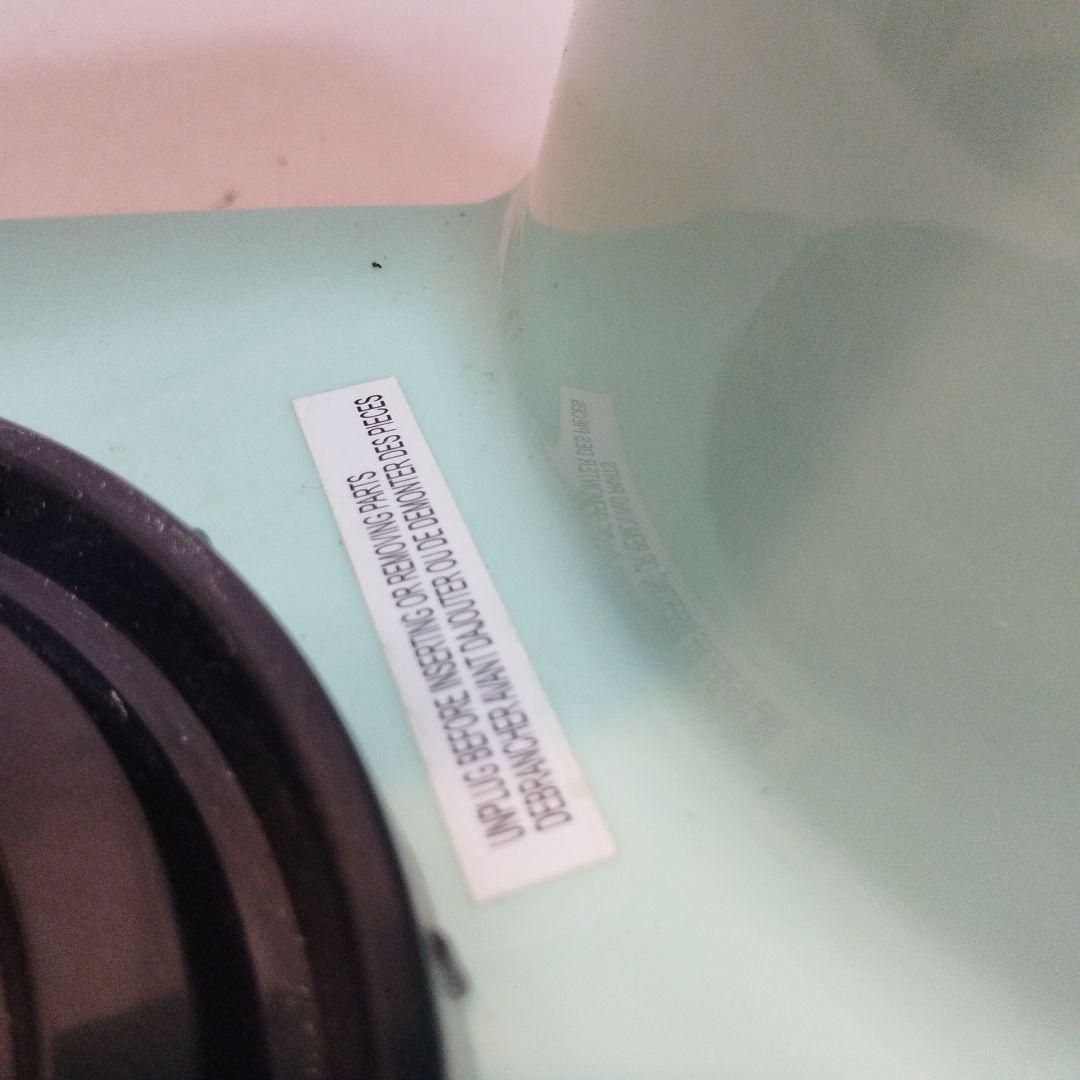 UNPLUG BEFORE INSERTING OR REMOVING PARTS
DEBRANCHER AVANT DAJOUTER OU DE DEMONTER DES PIECES